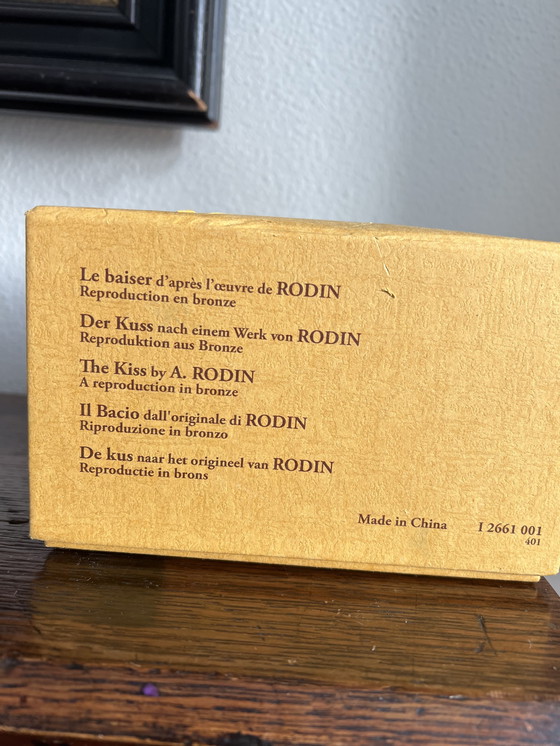 Le baiser d'après l'œuvre de RODIN
Reproduction en bronze
Der Kuss nach einem Werk von RODIN
Reproduktion aus Bronze
The Kiss by A. RODIN
A reproduction in bronze
Il Bacio dall'originale di RODIN
Riproduzione in bronzo
De kus naar het origineel van RODIN
Reproductie in brons
Made in China I 2661 001
401